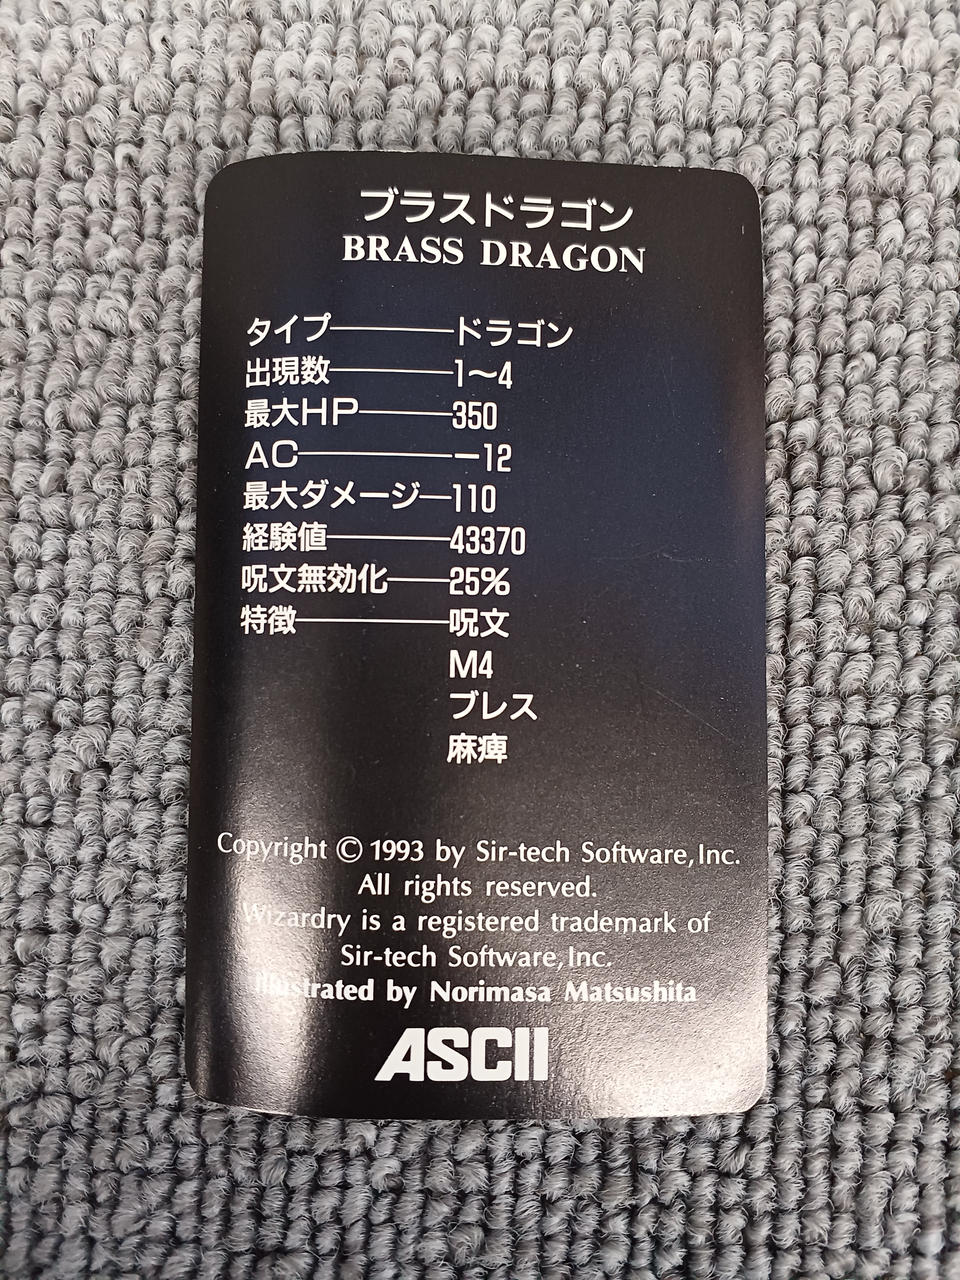 ブラスドラゴン
BRASS DRAGON
タイプ――――ドラゴン
出現数――――1〜4
最大HP―――350
AC―――――−12
最大ダメージ―110
経験値――――43370
呪文無効化――25%
特徴―――――呪文
M4
ブレス
麻痺
Copyright © 1993 by Sir-tech Software, Inc.
All rights reserved.
Wizardry is a registered trademark of
Sir-tech Software, Inc.
Illustrated by Norimasa Matsushita
ASCII